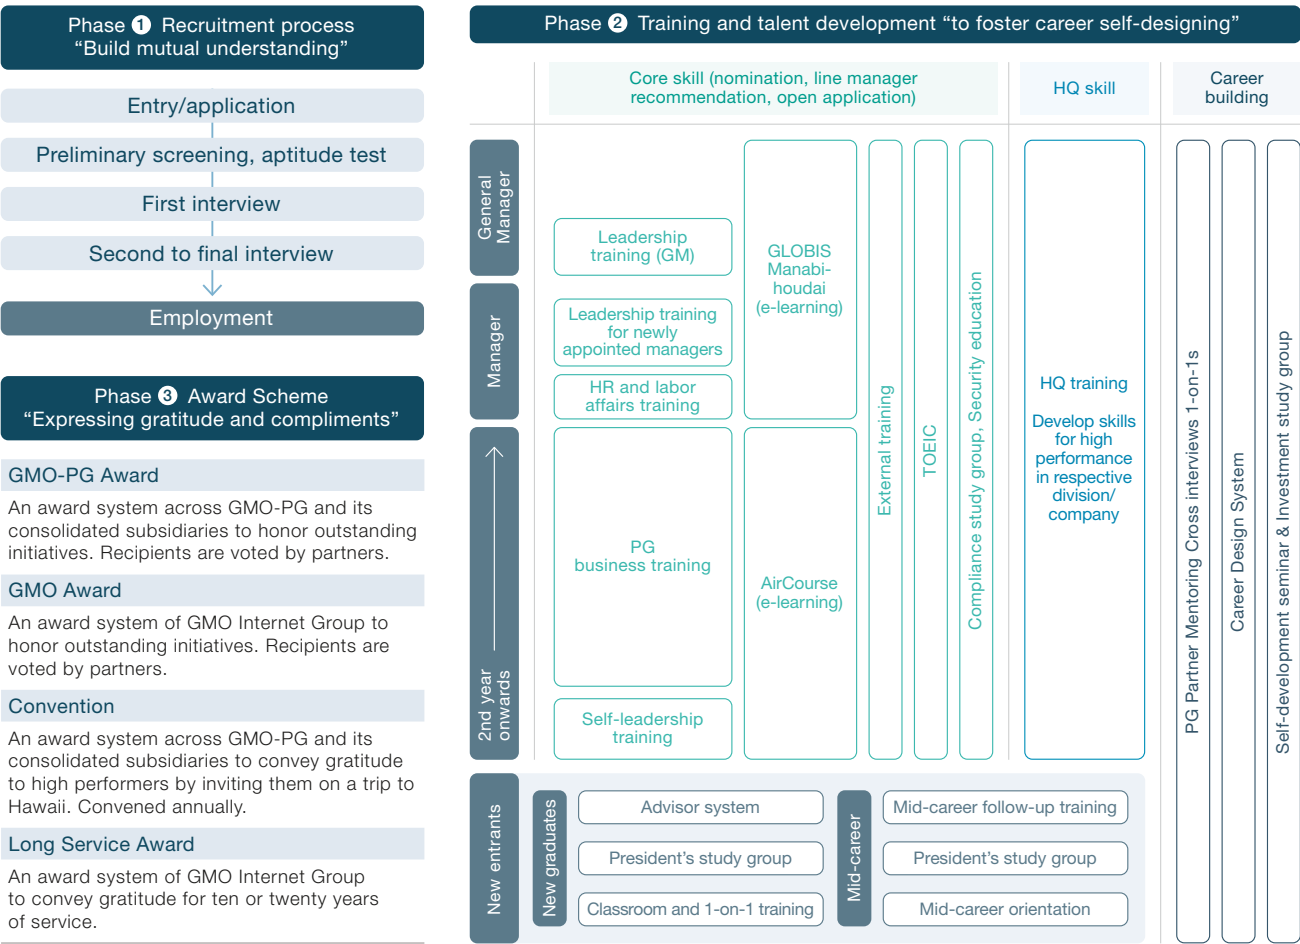 Phase 1 Recruitment process
“Build mutual understanding”
Entry/application
Preliminary screening, aptitude test
First interview
Second to final interview
Employment
Phase 3 Award Scheme
“Expressing gratitude and compliments”
GMO-PG Award
An award system across GMO-PG and its
consolidated subsidiaries to honor outstanding
initiatives. Recipients are voted by partners.
GMO Award
An award system of GMO Internet Group to
honor outstanding initiatives. Recipients are
voted by partners.
Convention
An award system across GMO-PG and its
consolidated subsidiaries to convey gratitude
to high performers by inviting them on a trip to
Hawaii. Convened annually.
Long Service Award
An award system of GMO Internet Group
to convey gratitude for ten or twenty years
of service.
Phase 2 Training and talent development “to foster career self-designing”
Core skill (nomination, line manager
recommendation, open application)
HQ skill
Career
building
General
Manager
Manager
2nd year
onwards
New entrants
Leadership
training (GM)
Leadership training
for newly
appointed managers
HR and labor
affairs training
PG
business training
Self-leadership
training
GLOBIS
Manabi-
houdai
(e-learning)
AirCourse
(e-learning)
External training
TOEIC
Compliance study group, Security education
HQ training
Develop skills
for high
performance
in respective
division/
company
PG Partner Mentoring Cross interviews 1-on-1s
Career Design System
Self-development seminar & Investment study group
New graduates
Advisor system
President’s study group
Classroom and 1-on-1 training
Mid-career
Mid-career follow-up training
President’s study group
Mid-career orientation